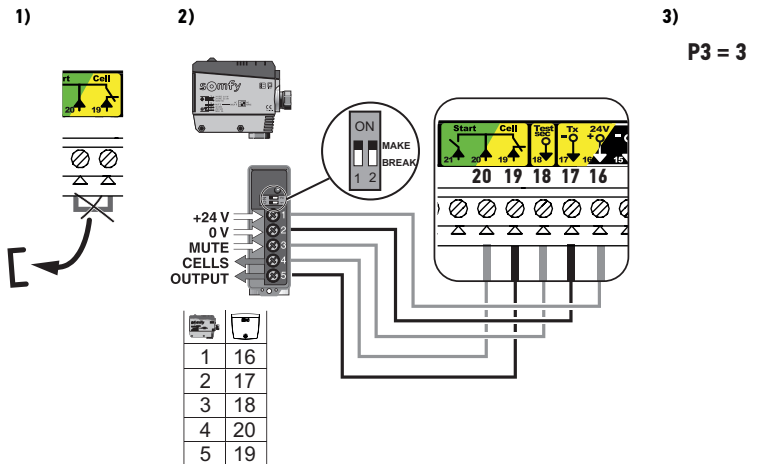 1)
2)
3)
P3 = 3
rt Cell
20 19
somfy
ON
MAKE
BREAK
1 2
Start Cell Test Tx 24V
sec - +
21 20 19 18 17 16 15
20 19 18 17 16
+24 V 1
0 V 2
MUTE 3
CELLS 4
OUTPUT 5
1 16
2 17
3 18
4 20
5 19